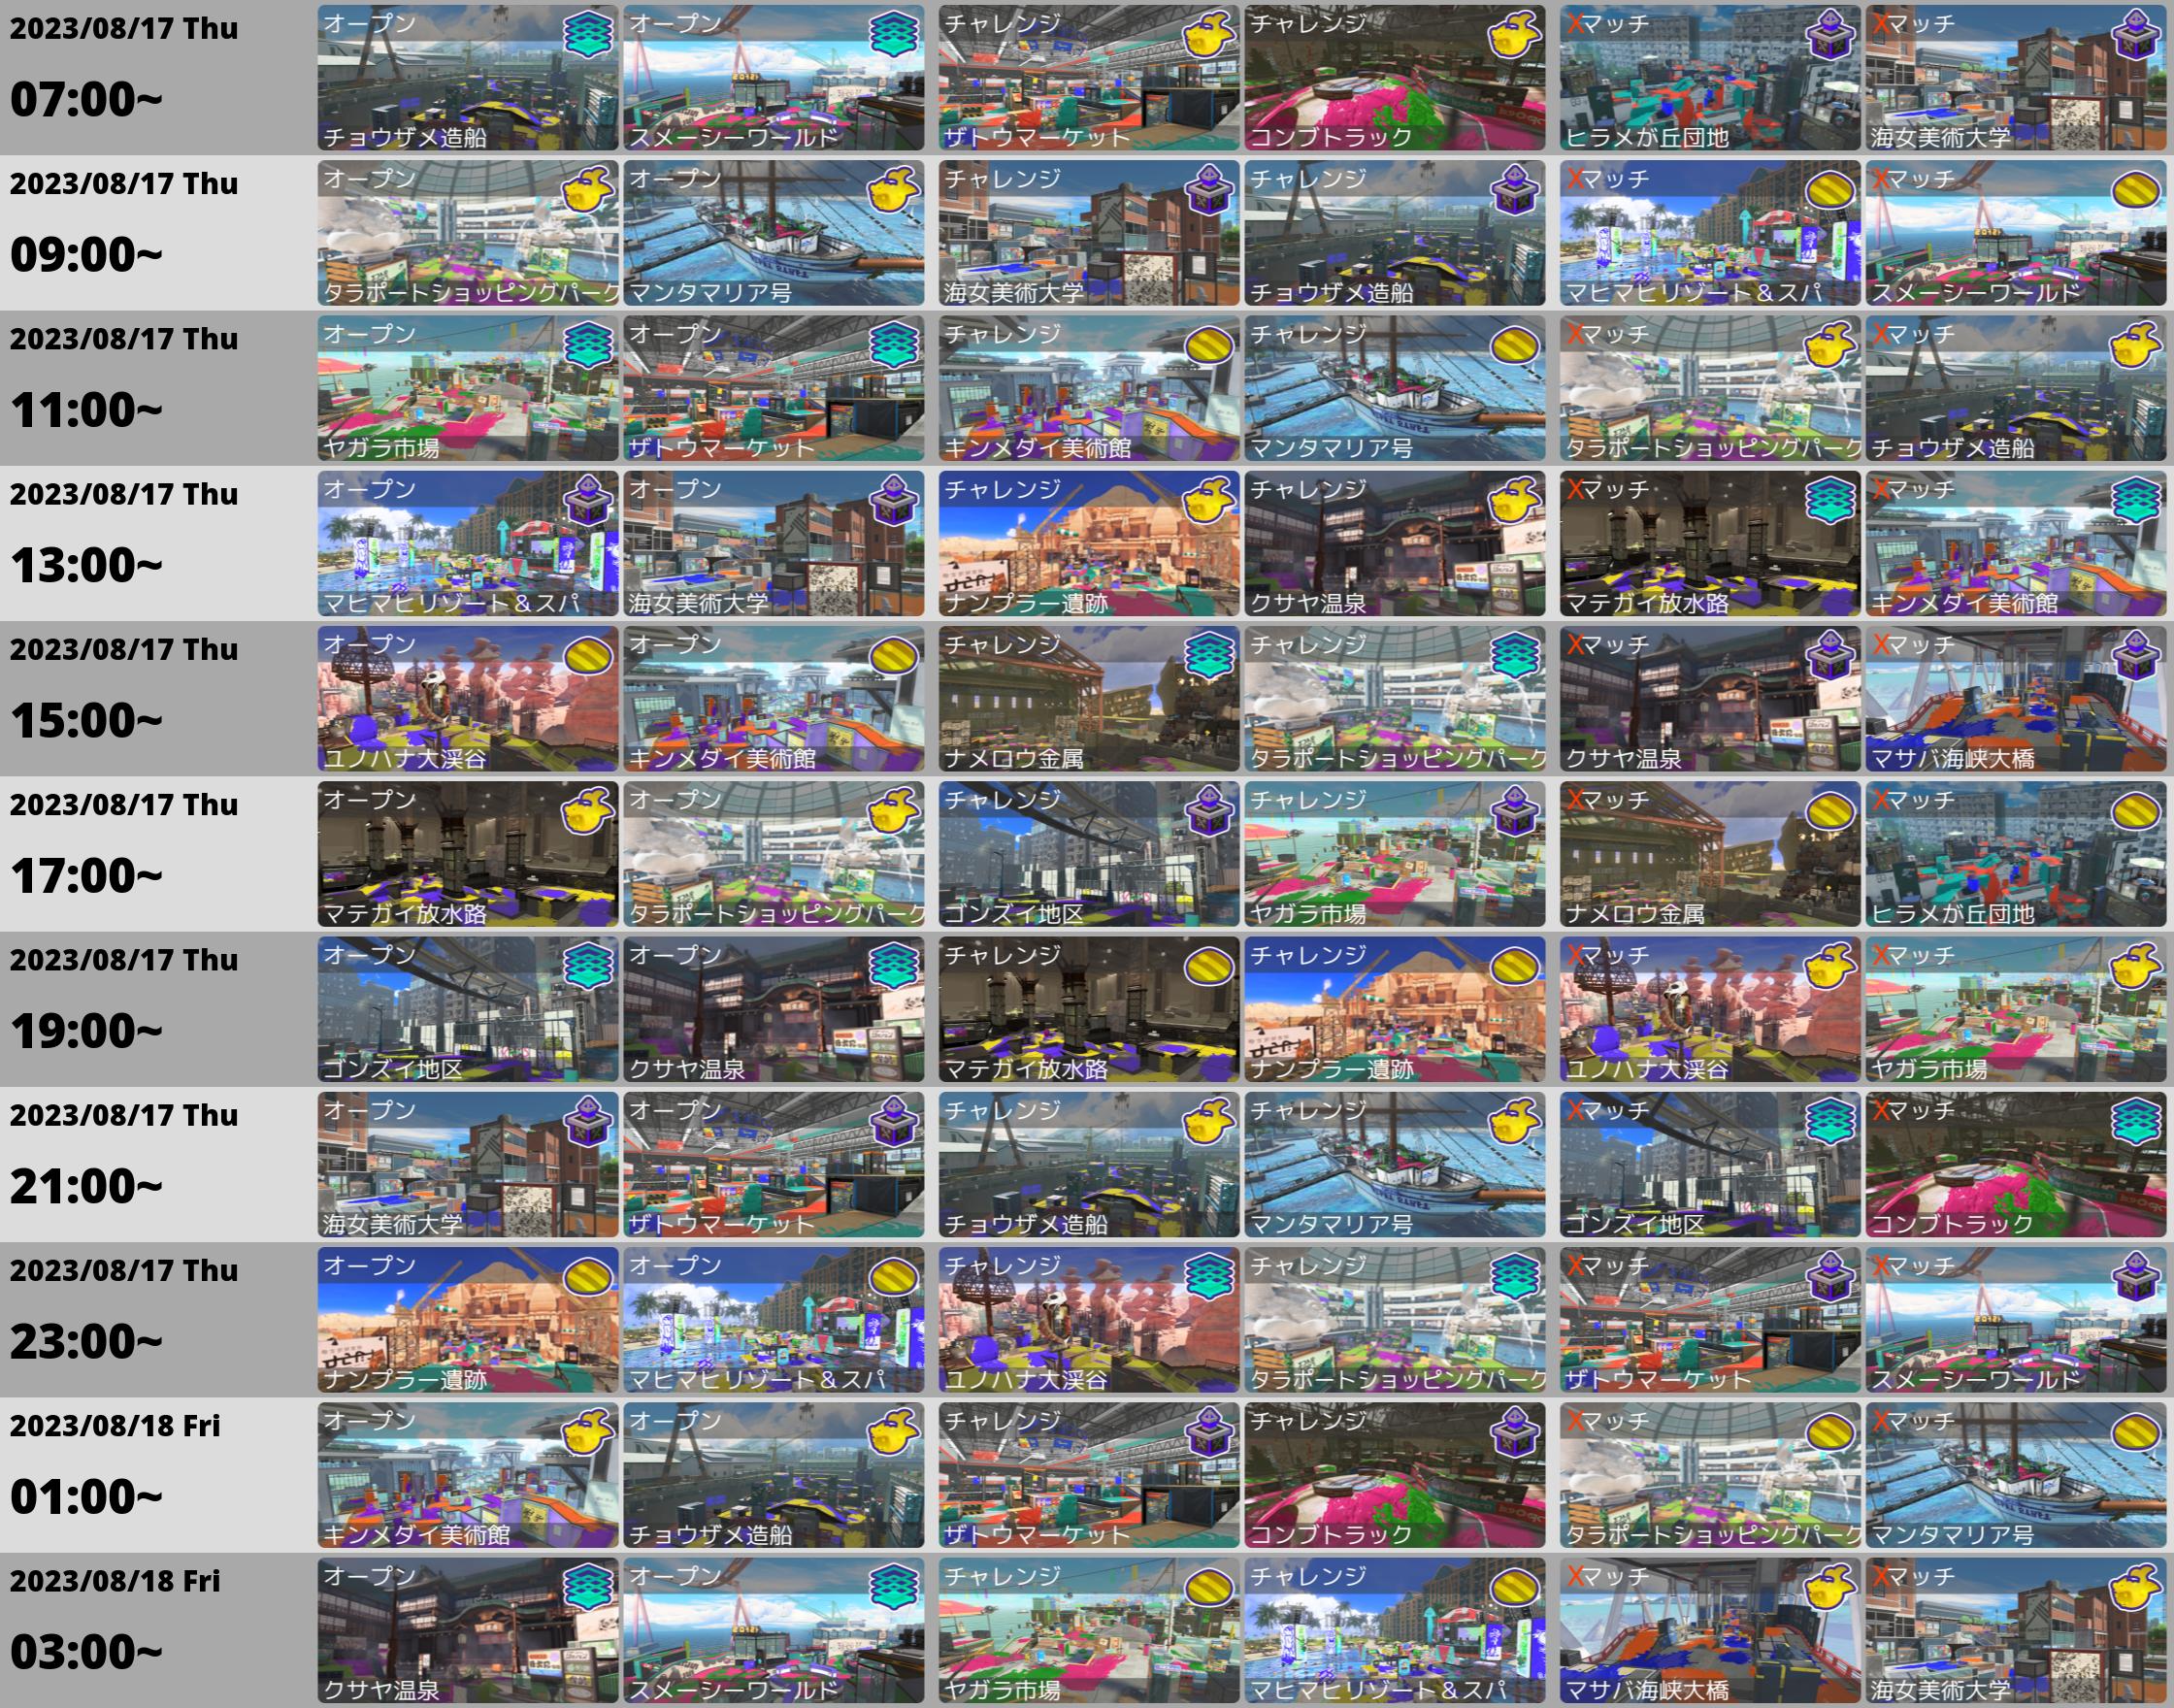 2023/08/17 Thu
07:00~
オープン オープン チャレンジ チャレンジ Xマッチ Xマッチ
チョウザメ造船 スメーシーワールド ザトウマーケット コンブトラック ヒラメが丘団地 海女美術大学
2023/08/17 Thu
09:00~
オープン オープン チャレンジ チャレンジ Xマッチ Xマッチ
タラポートショッピングパーク マンタマリア号 海女美術大学 チョウザメ造船 マヒマヒリゾート&スパ スメーシーワールド
2023/08/17 Thu
11:00~
オープン オープン チャレンジ チャレンジ Xマッチ Xマッチ
ヤガラ市場 ザトウマーケット キンメダイ美術館 マンタマリア号 タラポートショッピングパーク チョウザメ造船
2023/08/17 Thu
13:00~
オープン オープン チャレンジ チャレンジ Xマッチ Xマッチ
マヒマヒリゾート&スパ 海女美術大学 ナンプラー遺跡 クサヤ温泉 マテガイ放水路 キンメダイ美術館
2023/08/17 Thu
15:00~
オープン オープン チャレンジ チャレンジ Xマッチ Xマッチ
ユノハナ大渓谷 キンメダイ美術館 ナメロウ金属 タラポートショッピングパーク クサヤ温泉 マサバ海峡大橋
2023/08/17 Thu
17:00~
オープン オープン チャレンジ チャレンジ Xマッチ Xマッチ
マテガイ放水路 タラポートショッピングパーク ゴンズイ地区 ヤガラ市場 ナメロウ金属 ヒラメが丘団地
2023/08/17 Thu
19:00~
オープン オープン チャレンジ チャレンジ Xマッチ Xマッチ
ゴンズイ地区 クサヤ温泉 マテガイ放水路 ナンプラー遺跡 ユノハナ大渓谷 ヤガラ市場
2023/08/17 Thu
21:00~
オープン オープン チャレンジ チャレンジ Xマッチ Xマッチ
海女美術大学 ザトウマーケット チョウザメ造船 マンタマリア号 ゴンズイ地区 コンブトラック
2023/08/17 Thu
23:00~
オープン オープン チャレンジ チャレンジ Xマッチ Xマッチ
ナンプラー遺跡 マヒマヒリゾート&スパ ユノハナ大渓谷 タラポートショッピングパーク ザトウマーケット スメーシーワールド
2023/08/18 Fri
01:00~
オープン オープン チャレンジ チャレンジ Xマッチ Xマッチ
キンメダイ美術館 チョウザメ造船 ザトウマーケット コンブトラック タラポートショッピングパーク マンタマリア号
2023/08/18 Fri
03:00~
オープン オープン チャレンジ チャレンジ Xマッチ Xマッチ
クサヤ温泉 スメーシーワールド ヤガラ市場 マヒマヒリゾート&スパ マサバ海峡大橋 海女美術大学